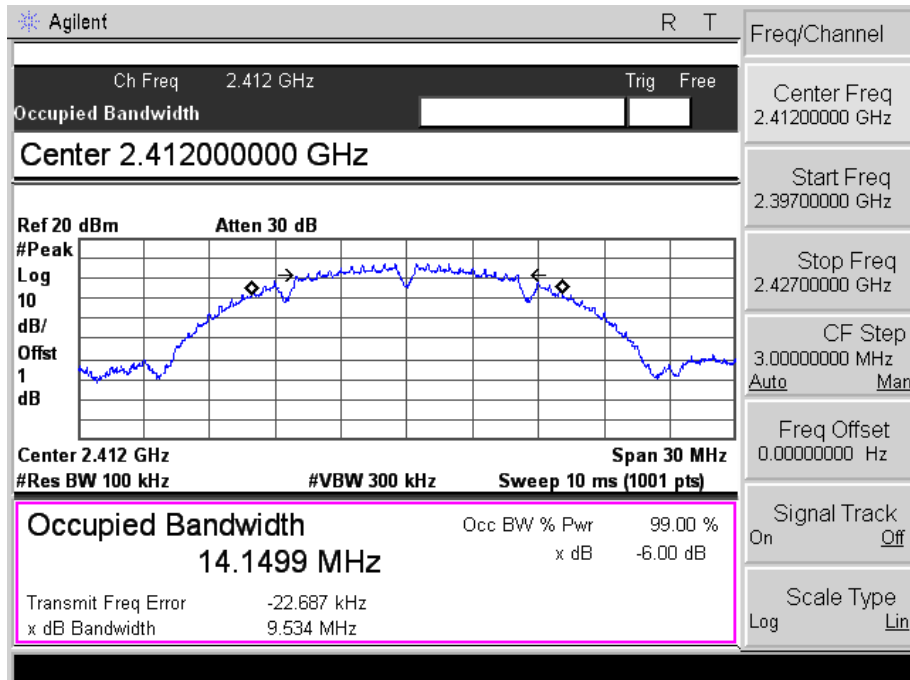 Agilent R T
Ch Freq 2.412 GHz Trig Free
Occupied Bandwidth
Center 2.412000000 GHz
Ref 20 dBm Atten 30 dB
#Peak
Log
10
dB/
Offst
1
dB
Center 2.412 GHz Span 30 MHz
#Res BW 100 kHz #VBW 300 kHz Sweep 10 ms (1001 pts)
Occupied Bandwidth
14.1499 MHz
Occ BW % Pwr 99.00 %
x dB -6.00 dB
Transmit Freq Error -22.687 kHz
x dB Bandwidth 9.534 MHz
Freq/Channel
Center Freq
2.41200000 GHz
Start Freq
2.39700000 GHz
Stop Freq
2.42700000 GHz
CF Step
3.00000000 MHz
Auto Man
Freq Offset
0.00000000 Hz
Signal Track
On Off
Scale Type
Log Lin